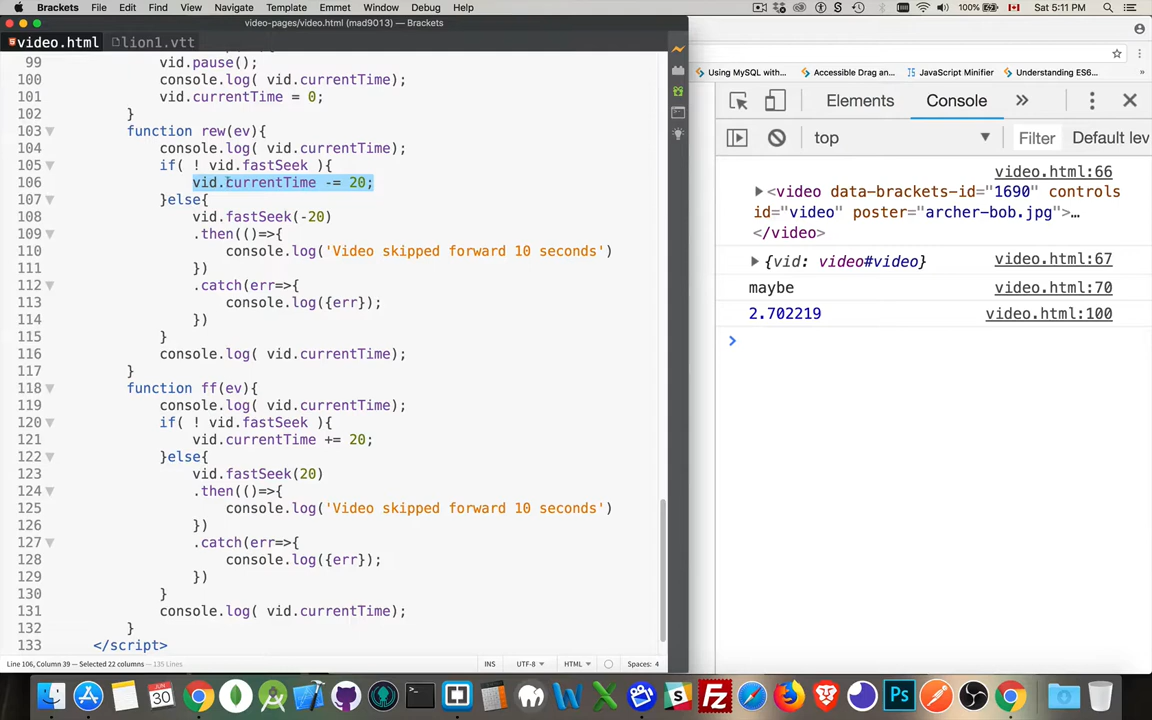 Brackets File Edit Find View Navigate Template Emmet Window Debug Help 100% Sat 5:11 PM
video-pages/video.html (mad9013) — Brackets
video.html lion1.vtt
99 vid.pause();
100 console.log( vid.currentTime);
101 vid.currentTime = 0;
102 }
103 function rew(ev){
104 console.log( vid.currentTime);
105 if( ! vid.fastSeek ){
106 vid.currentTime -= 20;
107 }else{
108 vid.fastSeek(-20)
109 .then(()=>{
110 console.log('Video skipped forward 10 seconds')
111 })
112 .catch(err=>{
113 console.log({err});
114 })
115 }
116 console.log( vid.currentTime);
117 }
118 function ff(ev){
119 console.log( vid.currentTime);
120 if( ! vid.fastSeek ){
121 vid.currentTime += 20;
122 }else{
123 vid.fastSeek(20)
124 .then(()=>{
125 console.log('Video skipped forward 10 seconds')
126 })
127 .catch(err=>{
128 console.log({err});
129 })
130 }
131 console.log( vid.currentTime);
132 }
133 </script>
Line 106, Column 39 — Selected 22 columns — 135 Lines INS UTF-8 HTML Spaces: 4
Using MySQL with... Accessible Drag an... JavaScript Minifier Understanding ES6... »
Elements Console »
top Filter Default lev
video.html:66
<video data-brackets-id="1690" controls
id="video" poster="archer-bob.jpg">…
</video>
{vid: video#video} video.html:67
maybe video.html:70
2.702219 video.html:100
JUN
30
Ps